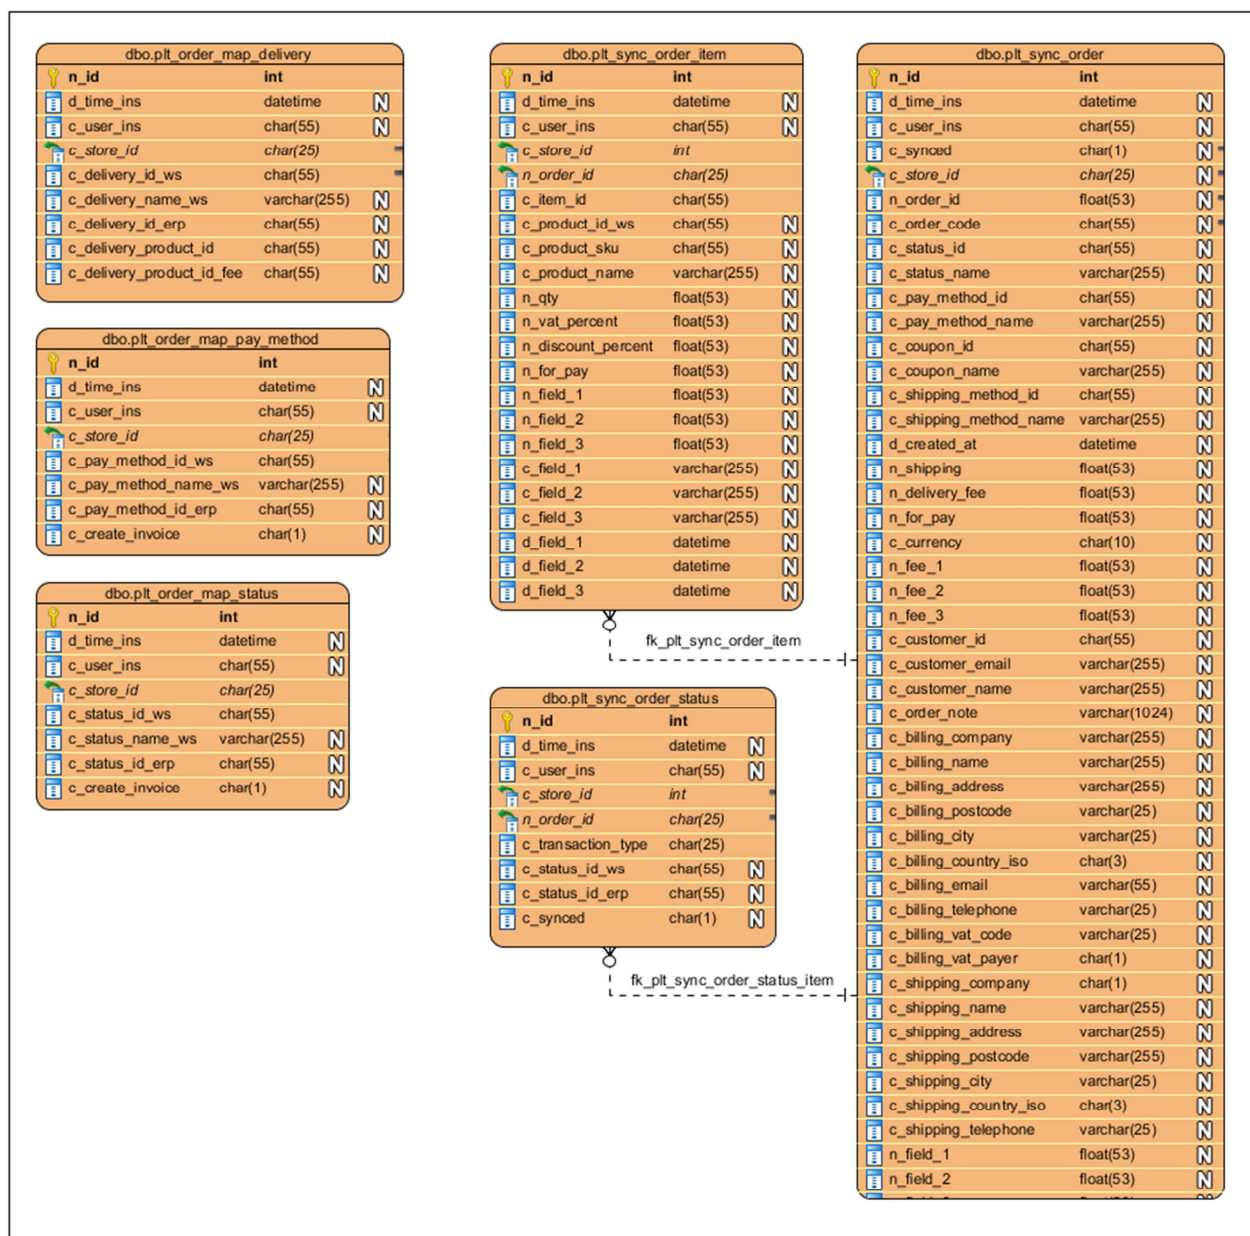 dbo.plt_order_map_delivery
n_id int
d_time_ins datetime N
c_user_ins char(55) N
c_store_id char(25)
c_delivery_id_ws char(55)
c_delivery_name_ws varchar(255) N
c_delivery_id_erp char(55) N
c_delivery_product_id char(55) N
c_delivery_product_id_fee char(55) N
dbo.plt_order_map_pay_method
n_id int
d_time_ins datetime N
c_user_ins char(55) N
c_store_id char(25)
c_pay_method_id_ws char(55)
c_pay_method_name_ws varchar(255) N
c_pay_method_id_erp char(55) N
c_create_invoice char(1) N
dbo.plt_order_map_status
n_id int
d_time_ins datetime N
c_user_ins char(55) N
c_store_id char(25)
c_status_id_ws char(55)
c_status_name_ws varchar(255) N
c_status_id_erp char(55) N
c_create_invoice char(1) N
dbo.plt_sync_order_item
n_id int
d_time_ins datetime N
c_user_ins char(55) N
c_store_id int
n_order_id char(25)
c_item_id char(55)
c_product_id_ws char(55) N
c_product_sku char(55) N
c_product_name varchar(255) N
n_qty float(53) N
n_vat_percent float(53) N
n_discount_percent float(53) N
n_for_pay float(53) N
n_field_1 float(53) N
n_field_2 float(53) N
n_field_3 float(53) N
c_field_1 varchar(255) N
c_field_2 varchar(255) N
c_field_3 varchar(255) N
d_field_1 datetime N
d_field_2 datetime N
d_field_3 datetime N
fk_plt_sync_order_item
dbo.plt_sync_order_status
n_id int
d_time_ins datetime N
c_user_ins char(55) N
c_store_id int
n_order_id char(25)
c_transaction_type char(25)
c_status_id_ws char(55) N
c_status_id_erp char(55) N
c_synced char(1) N
fk_plt_sync_order_status_item
dbo.plt_sync_order
n_id int
d_time_ins datetime N
c_user_ins char(55) N
c_synced char(1) N
c_store_id char(25) N
n_order_id float(53) N
c_order_code char(55) N
c_status_id char(55) N
c_status_name varchar(255) N
c_pay_method_id char(55) N
c_pay_method_name varchar(255) N
c_coupon_id char(55) N
c_coupon_name varchar(255) N
c_shipping_method_id char(55) N
c_shipping_method_name varchar(255) N
d_created_at datetime N
n_shipping float(53) N
n_delivery_fee float(53) N
n_for_pay float(53) N
c_currency char(10) N
n_fee_1 float(53) N
n_fee_2 float(53) N
n_fee_3 float(53) N
c_customer_id char(55) N
c_customer_email varchar(255) N
c_customer_name varchar(255) N
c_order_note varchar(1024) N
c_billing_company varchar(255) N
c_billing_name varchar(255) N
c_billing_address varchar(255) N
c_billing_postcode varchar(25) N
c_billing_city varchar(25) N
c_billing_country_iso char(3) N
c_billing_email varchar(55) N
c_billing_telephone varchar(25) N
c_billing_vat_code varchar(25) N
c_billing_vat_payer char(1) N
c_shipping_company char(1) N
c_shipping_name varchar(255) N
c_shipping_address varchar(255) N
c_shipping_postcode varchar(255) N
c_shipping_city varchar(25) N
c_shipping_country_iso char(3) N
c_shipping_telephone varchar(25) N
n_field_1 float(53) N
n_field_2 float(53) N